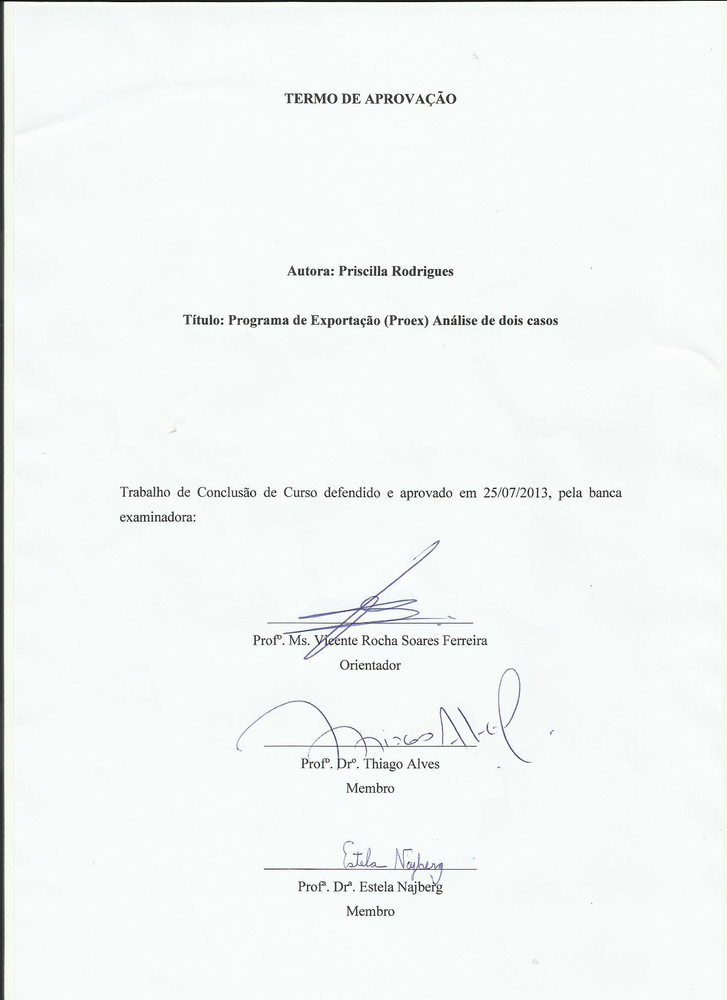 TERMO DE APROVAÇÃO
Autora: Priscilla Rodrigues
Título: Programa de Exportação (Proex) Análise de dois casos
Trabalho de Conclusão de Curso defendido e aprovado em 25/07/2013, pela banca
examinadora:
Profº. Ms. Vicente Rocha Soares Ferreira
Orientador
Thiago Alves
Profº. Drº. Thiago Alves
Membro
Estela Najberg
Profª. Drª. Estela Najberg
Membro